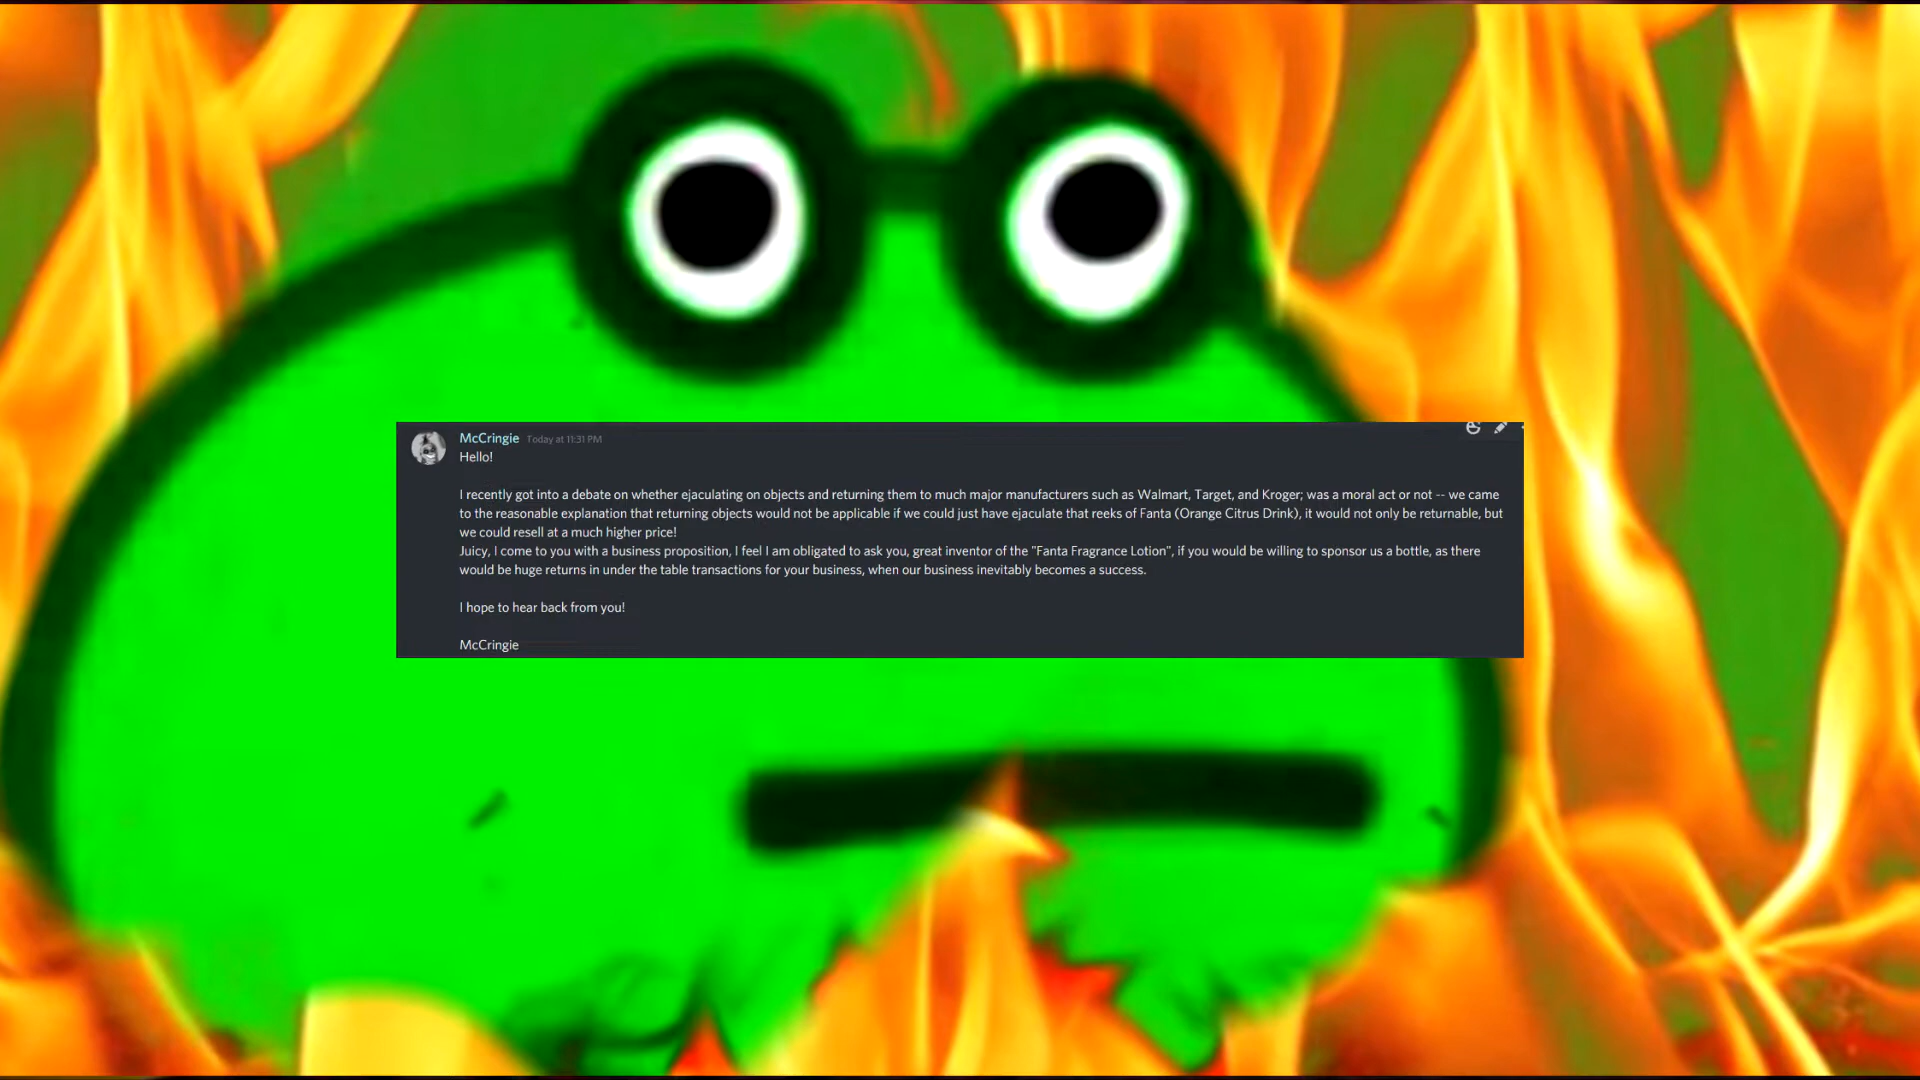 McCringie Today at 11:31 PM
Hello!
I recently got into a debate on whether ejaculating on objects and returning them to much major manufacturers such as Walmart, Target, and Kroger; was a moral act or not -- we came
to the reasonable explanation that returning objects would not be applicable if we could just have ejaculate that reeks of Fanta (Orange Citrus Drink), it would not only be returnable, but
we could resell at a much higher price!
Juicy, I come to you with a business proposition, I feel I am obligated to ask you, great inventor of the "Fanta Fragrance Lotion", if you would be willing to sponsor us a bottle, as there
would be huge returns in under the table transactions for your business, when our business inevitably becomes a success.
I hope to hear back from you!
McCringie